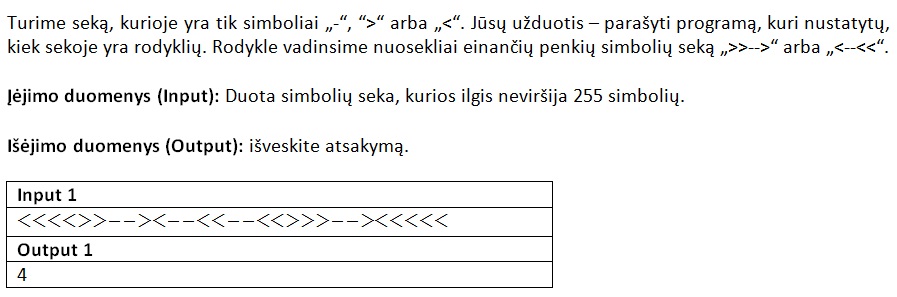 Turime seką, kurioje yra tik simboliai „-“, “>“ arba „<“. Jūsų užduotis – parašyti programą, kuri nustatytų,
kiek sekoje yra rodyklių. Rodykle vadinsime nuosekliai einančių penkių simbolių seką „>>-->“ arba „<--<<“.
Įėjimo duomenys (Input): Duota simbolių seka, kurios ilgis neviršija 255 simbolių.
Išėjimo duomenys (Output): išveskite atsakymą.
Input 1
<<<<>>--><--<<--<<>>>--><<<<<
Output 1
4